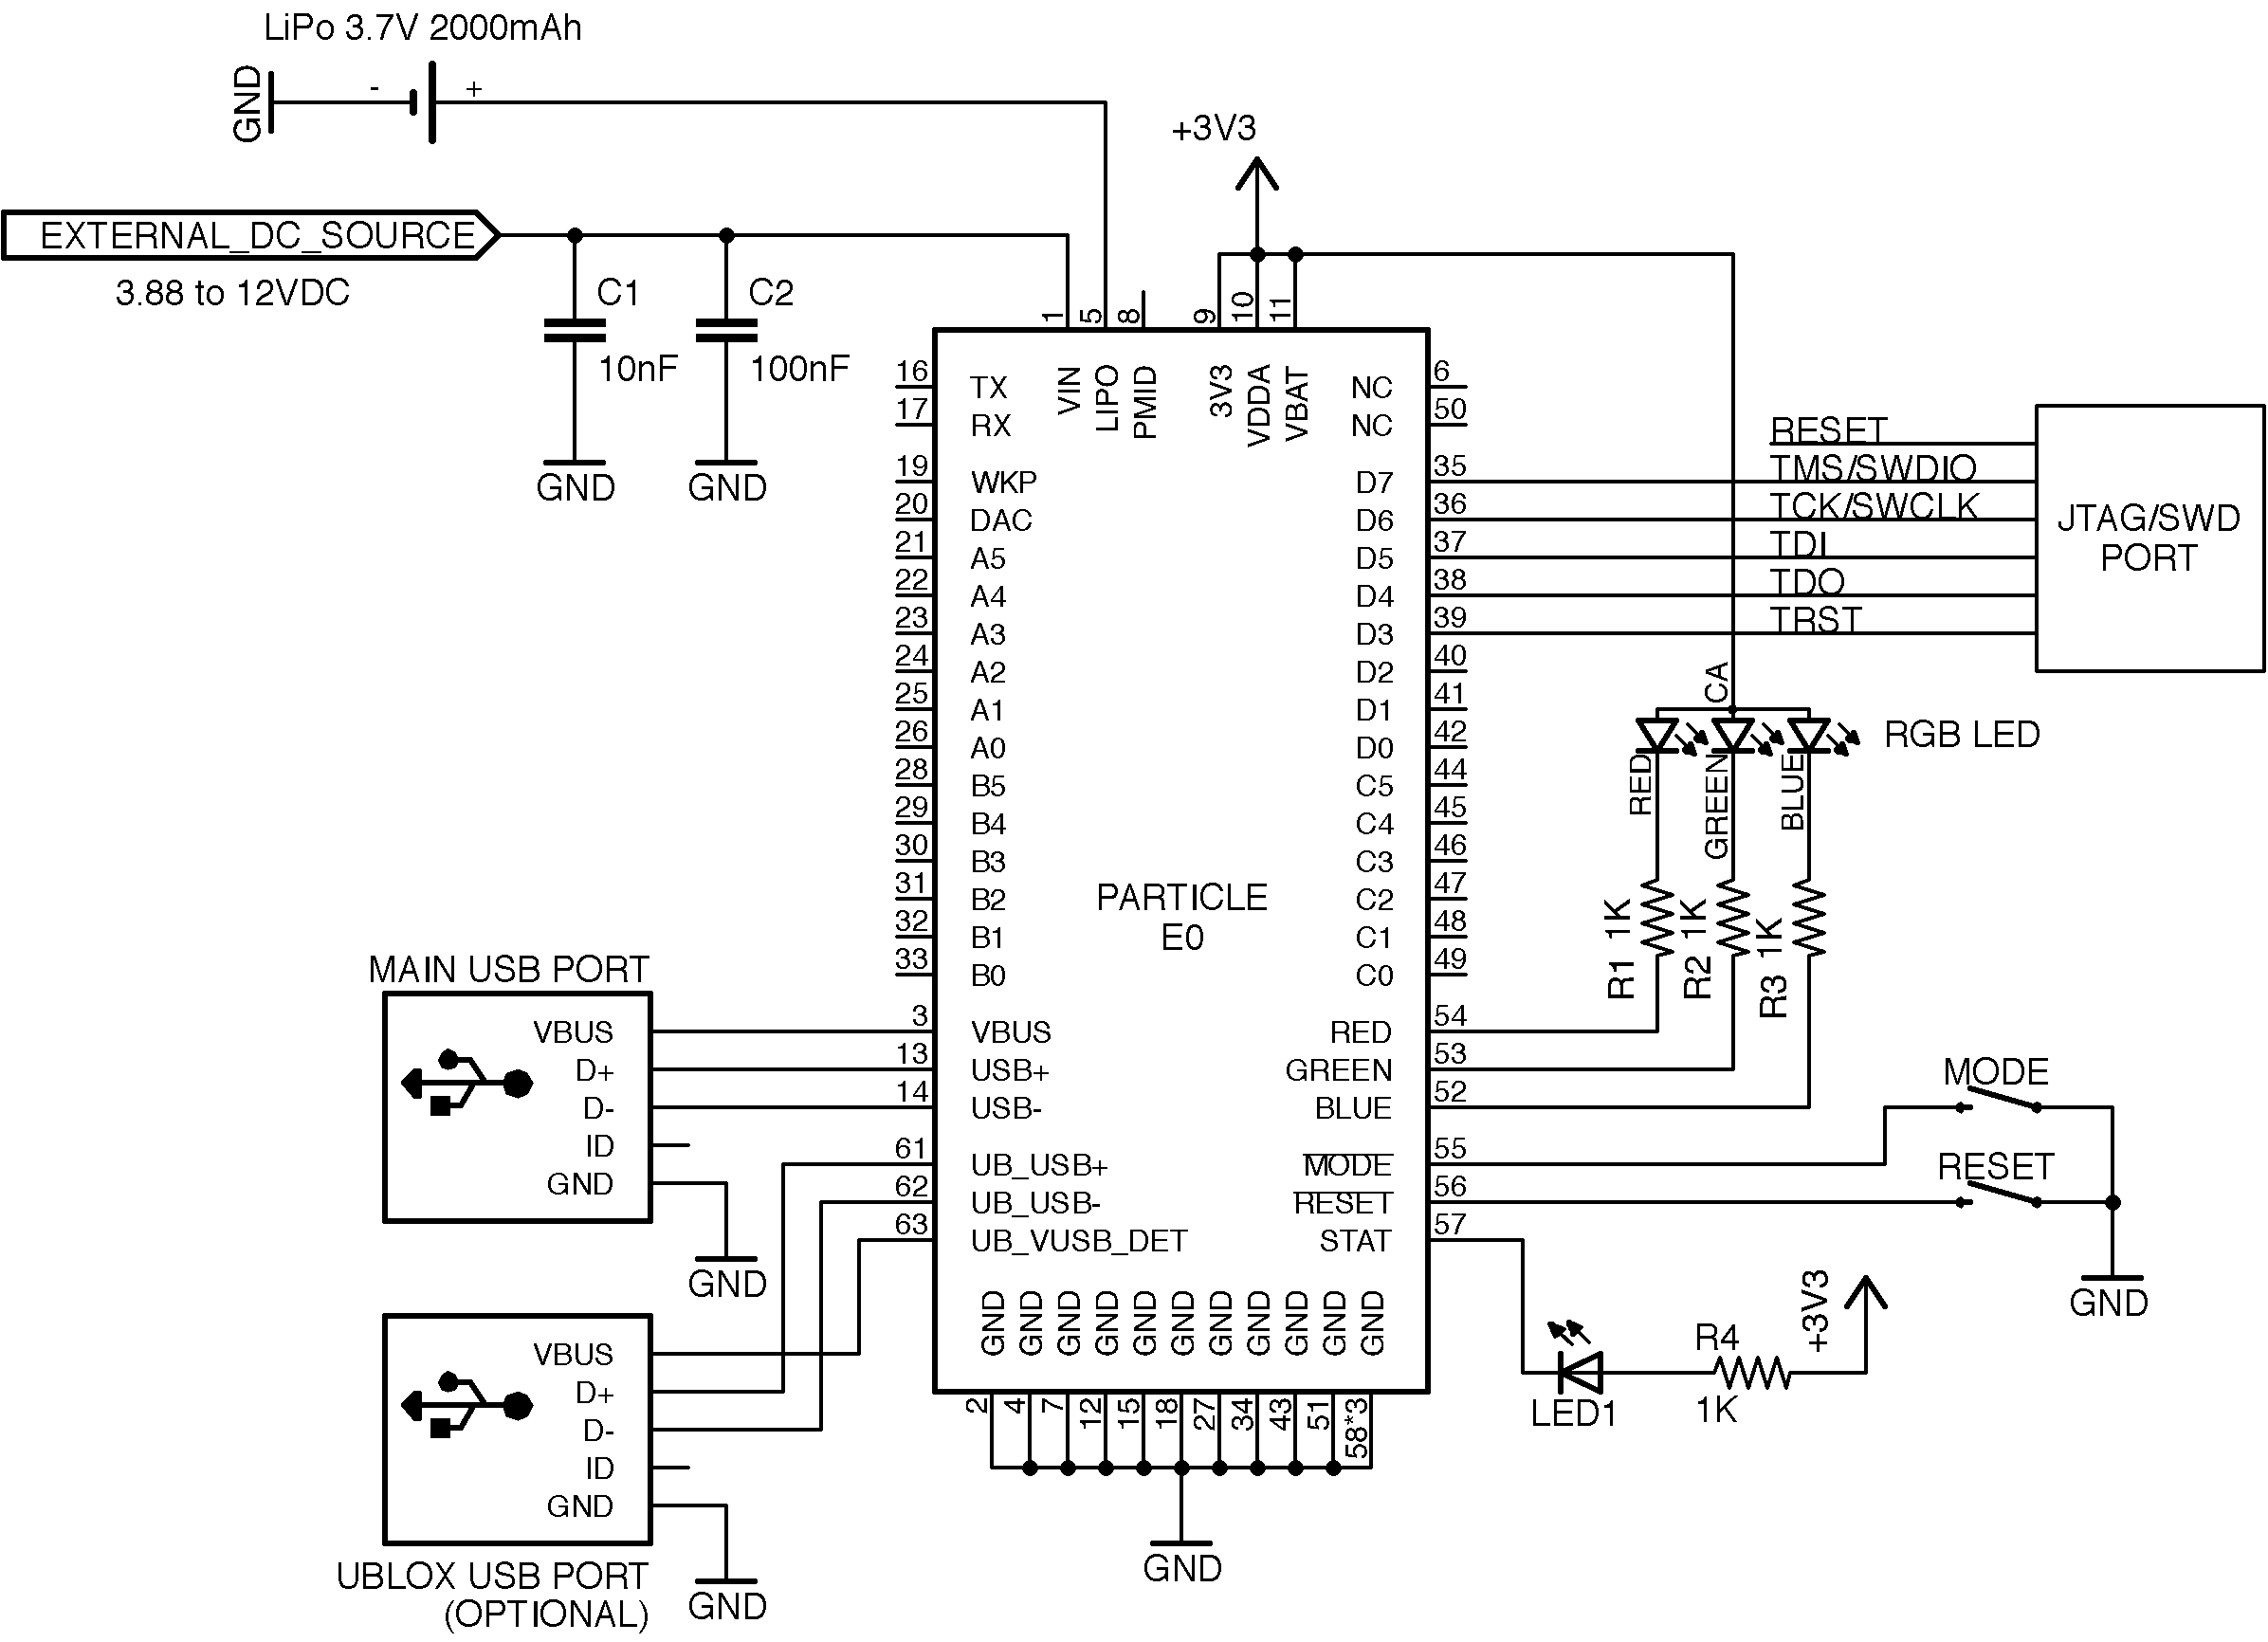 LiPo 3.7V 2000mAh
GND
-
+
+3V3
EXTERNAL_DC_SOURCE
3.88 to 12VDC
C1
10nF
GND
C2
100nF
GND
1
5
8
9
10
11
VIN
LIPO
PMID
3V3
VDDA
VBAT
16 TX
17 RX
19 WKP
20 DAC
21 A5
22 A4
23 A3
24 A2
25 A1
26 A0
28 B5
29 B4
30 B3
31 B2
32 B1
33 B0
3 VBUS
13 USB+
14 USB-
61 UB_USB+
62 UB_USB-
63 UB_VUSB_DET
PARTICLE
E0
NC 6
NC 50
D7 35
D6 36
D5 37
D4 38
D3 39
D2 40
D1 41
D0 42
C5 44
C4 45
C3 46
C2 47
C1 48
C0 49
RED 54
GREEN 53
BLUE 52
MODE 55
RESET 56
STAT 57
GND
GND
GND
GND
GND
GND
GND
GND
GND
GND
GND
2
4
7
12
15
18
27
34
43
51
58*3
GND
RESET
TMS/SWDIO
TCK/SWCLK
TDI
TDO
TRST
JTAG/SWD
PORT
CA
RGB LED
RED
GREEN
BLUE
R1 1K
R2 1K
R3 1K
MODE
RESET
GND
+3V3
R4
1K
LED1
MAIN USB PORT
VBUS
D+
D-
ID
GND
GND
VBUS
D+
D-
ID
GND
GND
UBLOX USB PORT
(OPTIONAL)